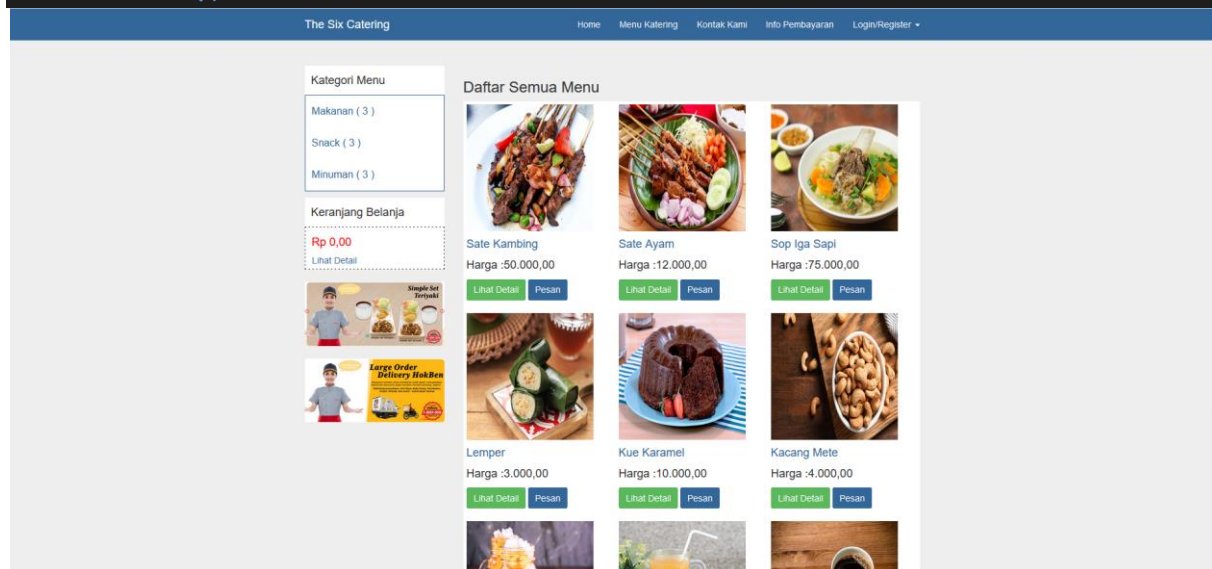 The Six Catering
Home Menu Katering Kontak Kami Info Pembayaran Login/Register
Kategori Menu
Makanan ( 3 )
Snack ( 3 )
Minuman ( 3 )
Keranjang Belanja
Rp 0,00
Lihat Detail
Simple Set
Teriyaki
Large Order
Delivery HokBen
Daftar Semua Menu
Sate Kambing Sate Ayam Sop Iga Sapi
Harga :50.000,00 Harga :12.000,00 Harga :75.000,00
Lihat Detail Pesan Lihat Detail Pesan Lihat Detail Pesan
Lemper Kue Karamel Kacang Mete
Harga :3.000,00 Harga :10.000,00 Harga :4.000,00
Lihat Detail Pesan Lihat Detail Pesan Lihat Detail Pesan